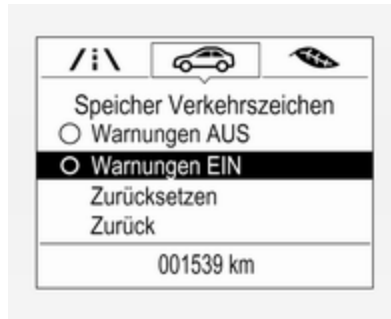 Speicher Verkehrszeichen
Warnungen AUS
Warnungen EIN
Zurücksetzen
Zurück
001539 km